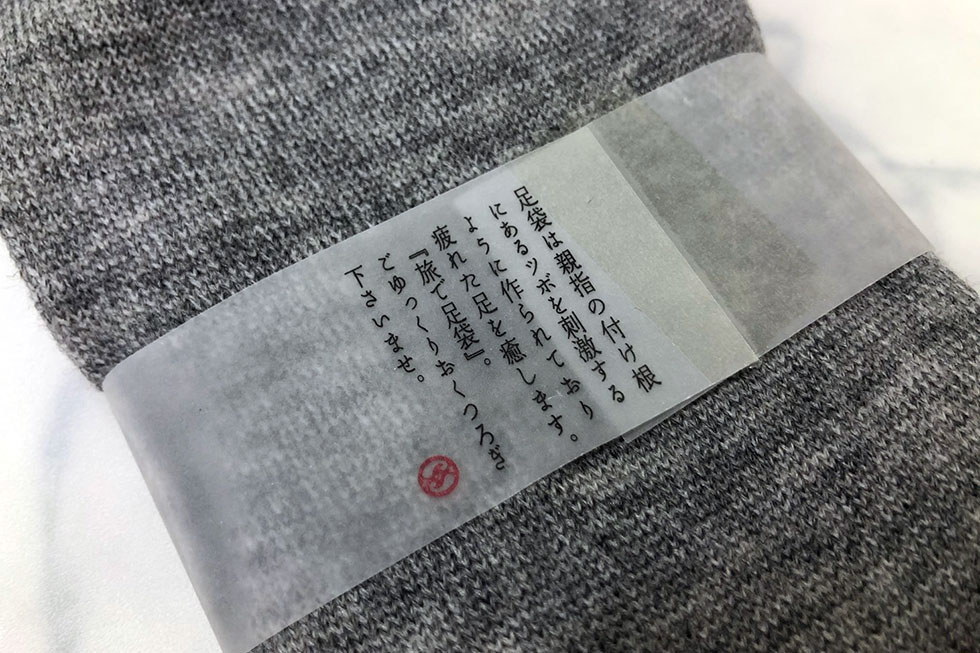 足袋は親指の付け根
にあるツボを刺激する
ように作られており
疲れた足を癒します。
『旅で足袋』。
ごゆっくりおくつろぎ
下さいませ。